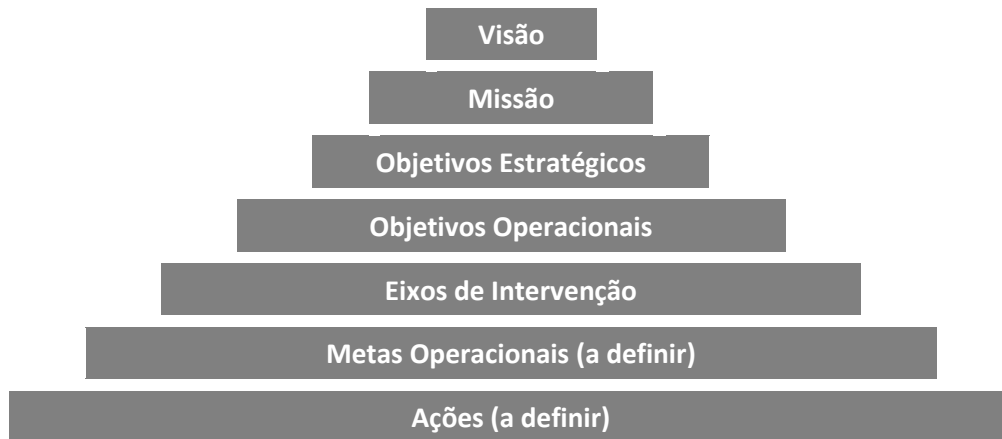 Visão
Missão
Objetivos Estratégicos
Objetivos Operacionais
Eixos de Intervenção
Metas Operacionais (a definir)
Ações (a definir)